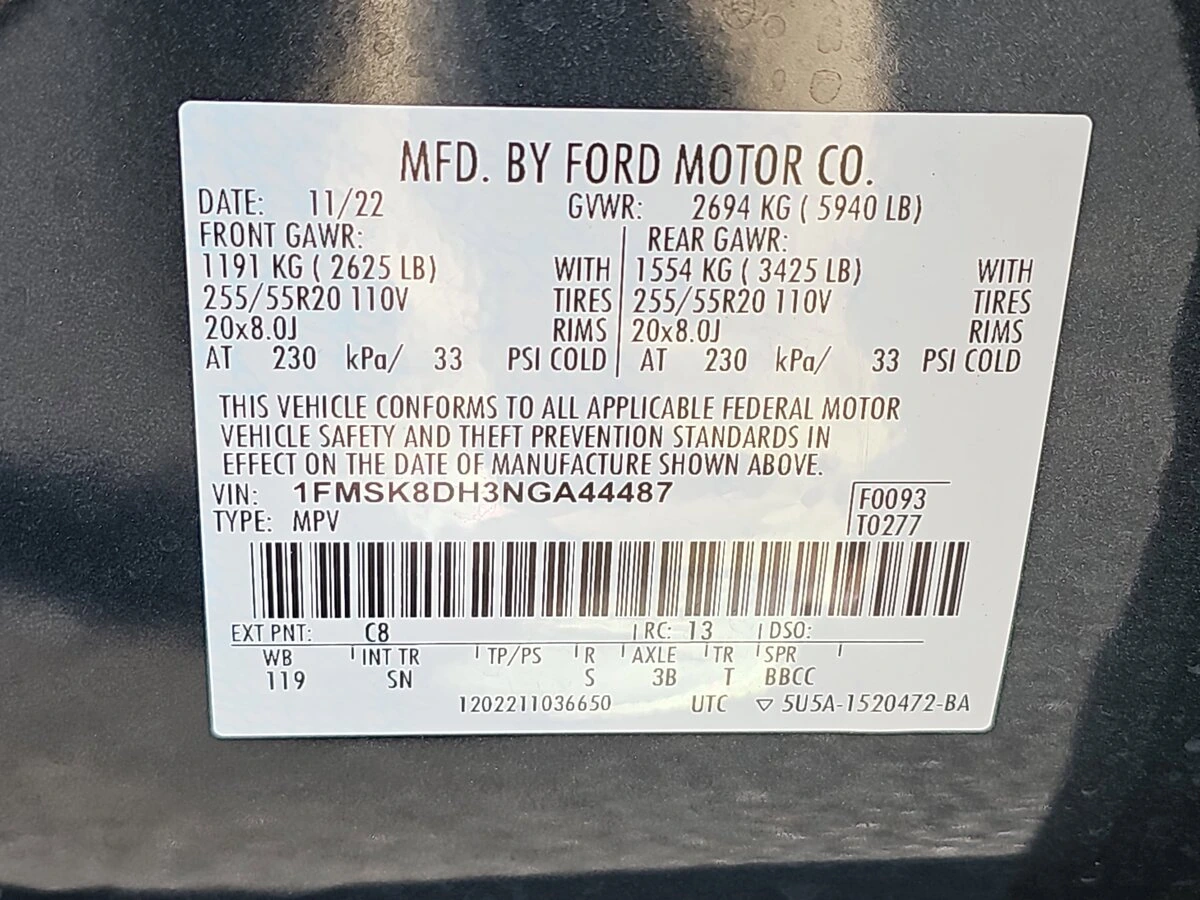 MFD. BY FORD MOTOR CO.
DATE: 11/22 GVWR: 2694 KG ( 5940 LB)
FRONT GAWR: REAR GAWR:
1191 KG ( 2625 LB) WITH 1554 KG ( 3425 LB) WITH
255/55R20 110V TIRES 255/55R20 110V TIRES
20x8.0J RIMS 20x8.0J RIMS
AT 230 kPa/ 33 PSI COLD AT 230 kPa/ 33 PSI COLD
THIS VEHICLE CONFORMS TO ALL APPLICABLE FEDERAL MOTOR
VEHICLE SAFETY AND THEFT PREVENTION STANDARDS IN
EFFECT ON THE DATE OF MANUFACTURE SHOWN ABOVE.
VIN: 1FMSK8DH3NGA44487 F0093
TYPE: MPV T0277
EXT PNT: C8 RC: 13 DSO:
WB INT TR TP/PS R AXLE TR SPR
119 SN S 3B T BBCC
1202211036650 UTC ▽ 5U5A-1520472-BA